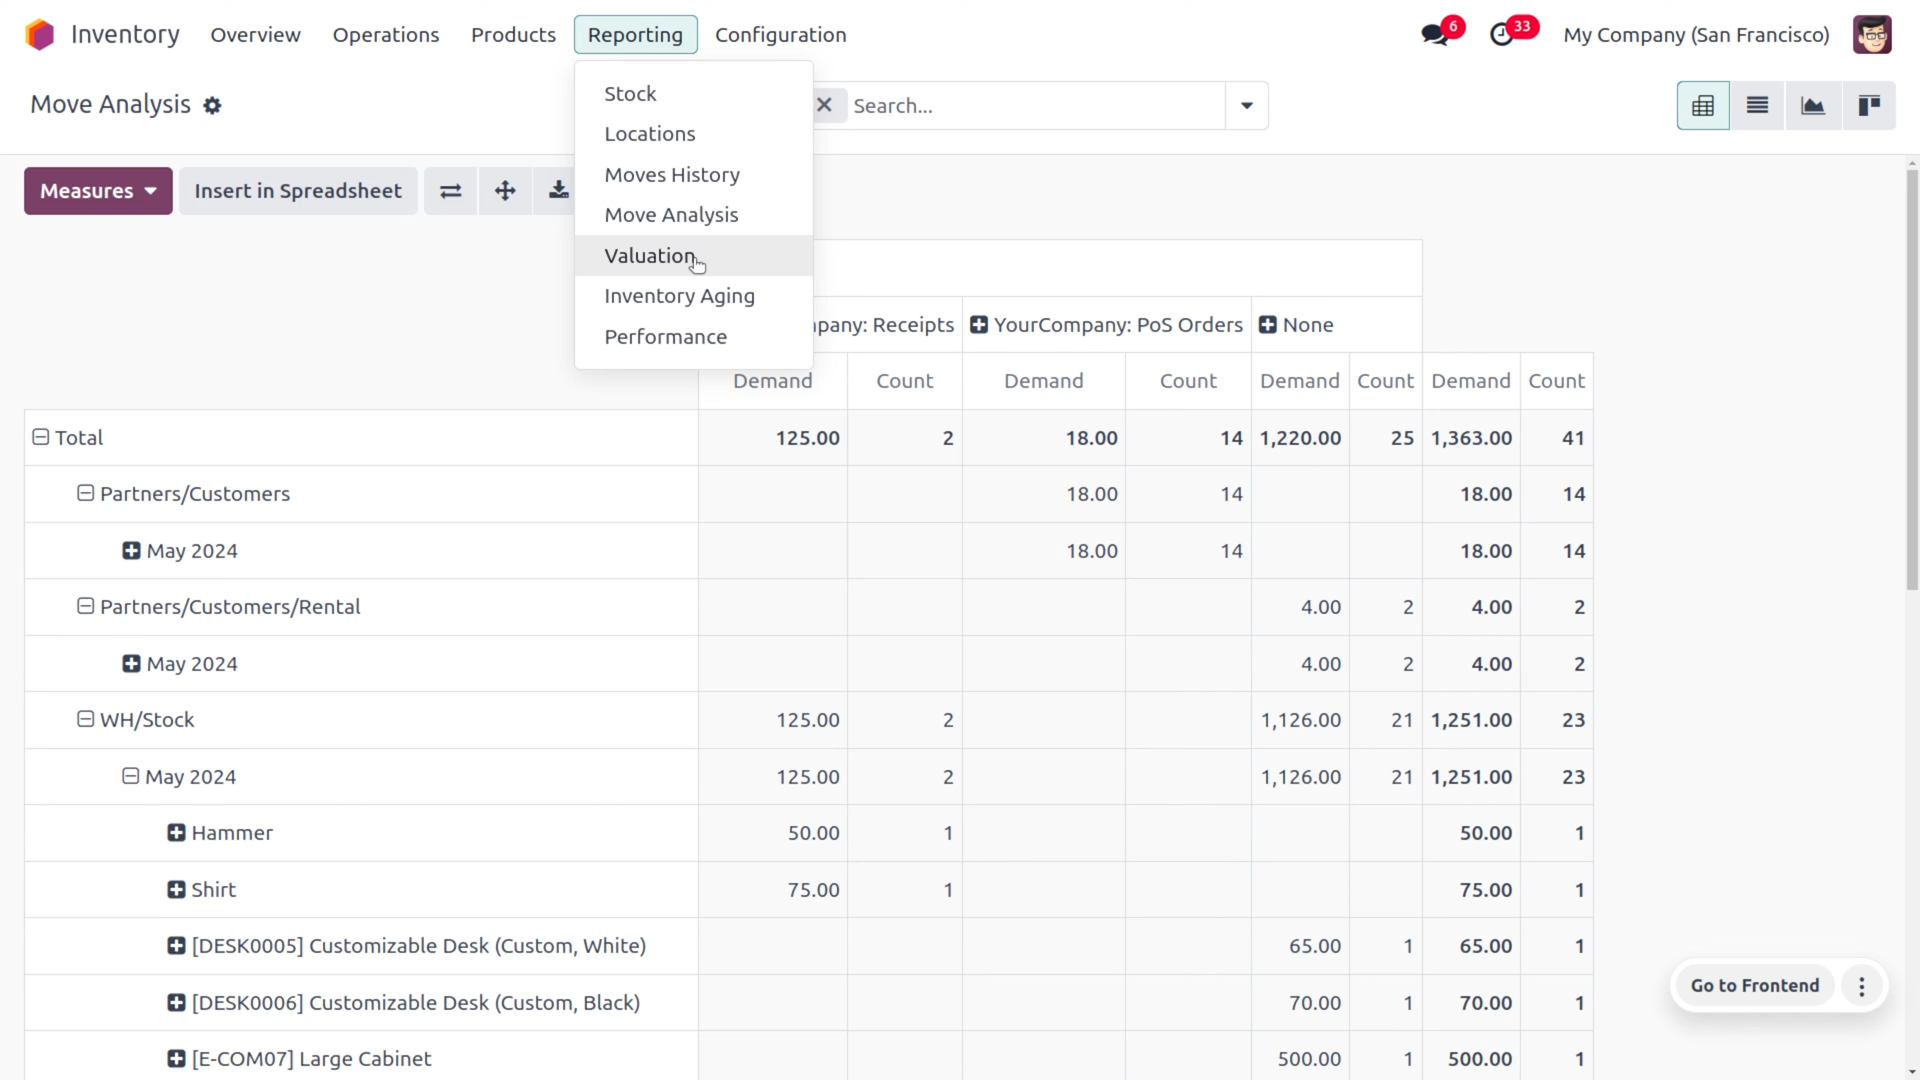 Inventory Overview Operations Products Reporting Configuration 6 33 My Company (San Francisco)
Move Analysis Search...
Stock
Locations
Moves History
Move Analysis
Valuation
Inventory Aging
Performance
Measures Insert in Spreadsheet
pany: Receipts YourCompany: PoS Orders None
Demand Count Demand Count Demand Count Demand Count
Total 125.00 2 18.00 14 1,220.00 25 1,363.00 41
Partners/Customers 18.00 14 18.00 14
May 2024 18.00 14 18.00 14
Partners/Customers/Rental 4.00 2 4.00 2
May 2024 4.00 2 4.00 2
WH/Stock 125.00 2 1,126.00 21 1,251.00 23
May 2024 125.00 2 1,126.00 21 1,251.00 23
Hammer 50.00 1 50.00 1
Shirt 75.00 1 75.00 1
[DESK0005] Customizable Desk (Custom, White) 65.00 1 65.00 1
[DESK0006] Customizable Desk (Custom, Black) 70.00 1 70.00 1
[E-COM07] Large Cabinet 500.00 1 500.00 1
Go to Frontend